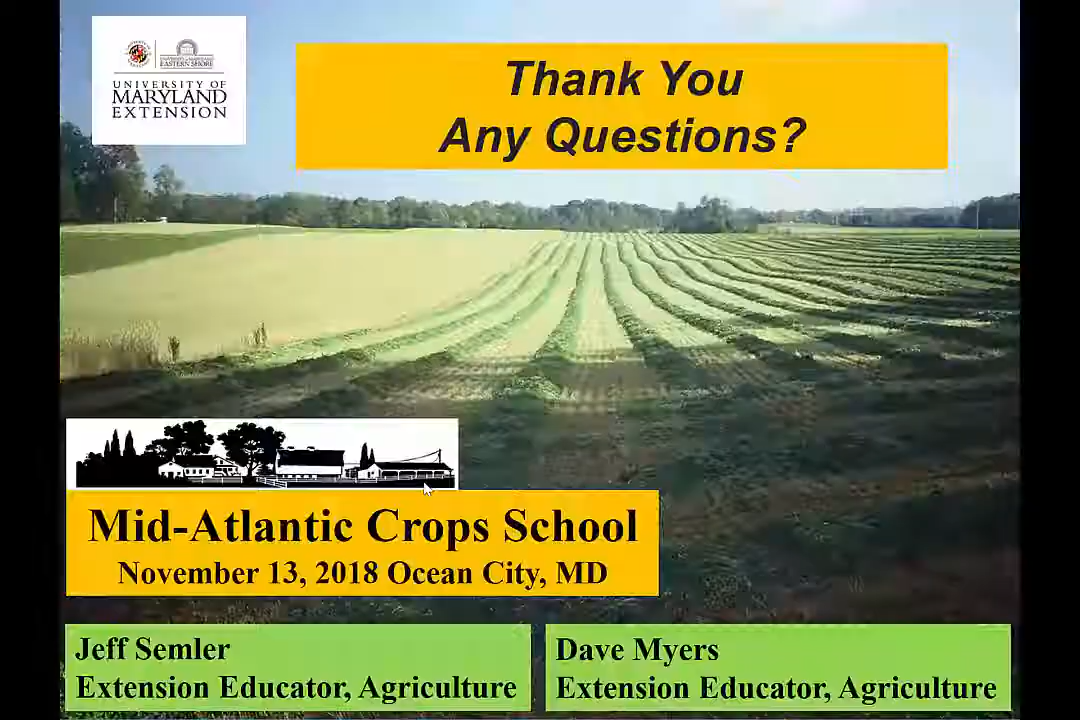 UNIVERSITY OF
MARYLAND
EXTENSION
Thank You
Any Questions?
Mid-Atlantic Crops School
November 13, 2018 Ocean City, MD
Jeff Semler
Extension Educator, Agriculture
Dave Myers
Extension Educator, Agriculture